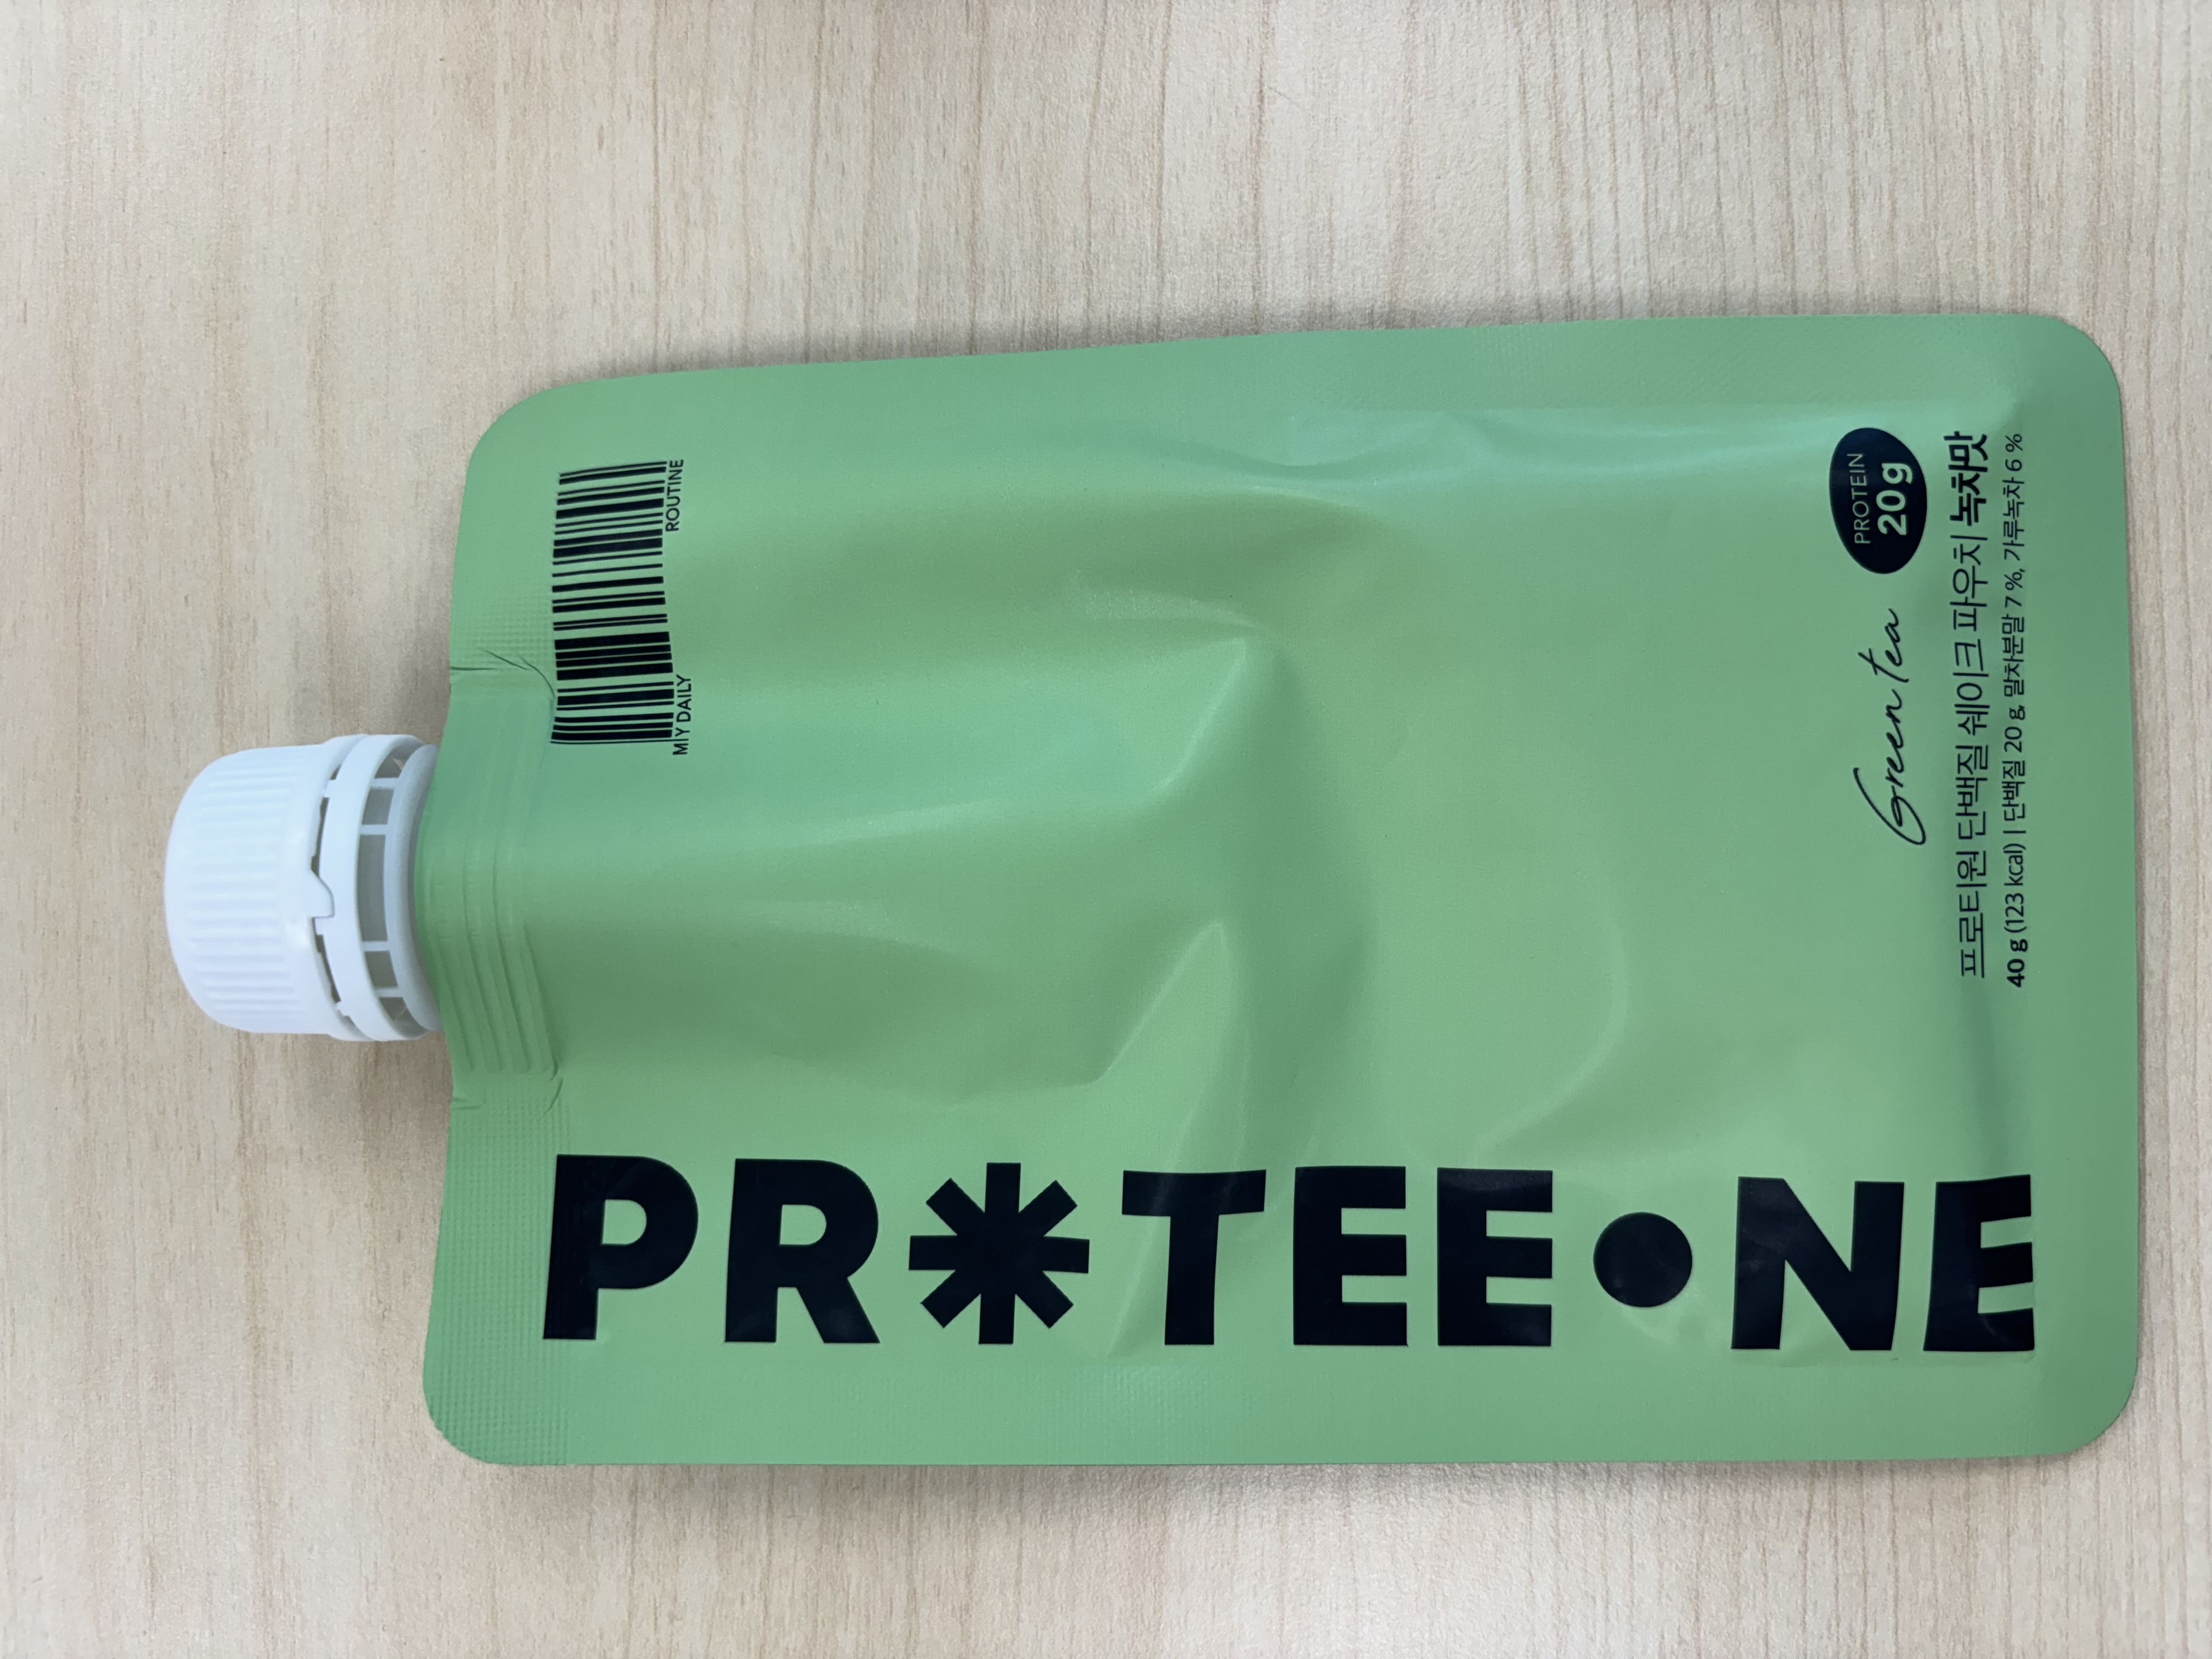 PR*TEE•NE
MY DAILY ROUTINE
Green tea
PROTEIN
20g
프로티원 단백질 쉐이크 파우치 녹차맛
40 g (123 kcal) | 단백질 20 g, 말차분말 7 %, 가루녹차 6 %